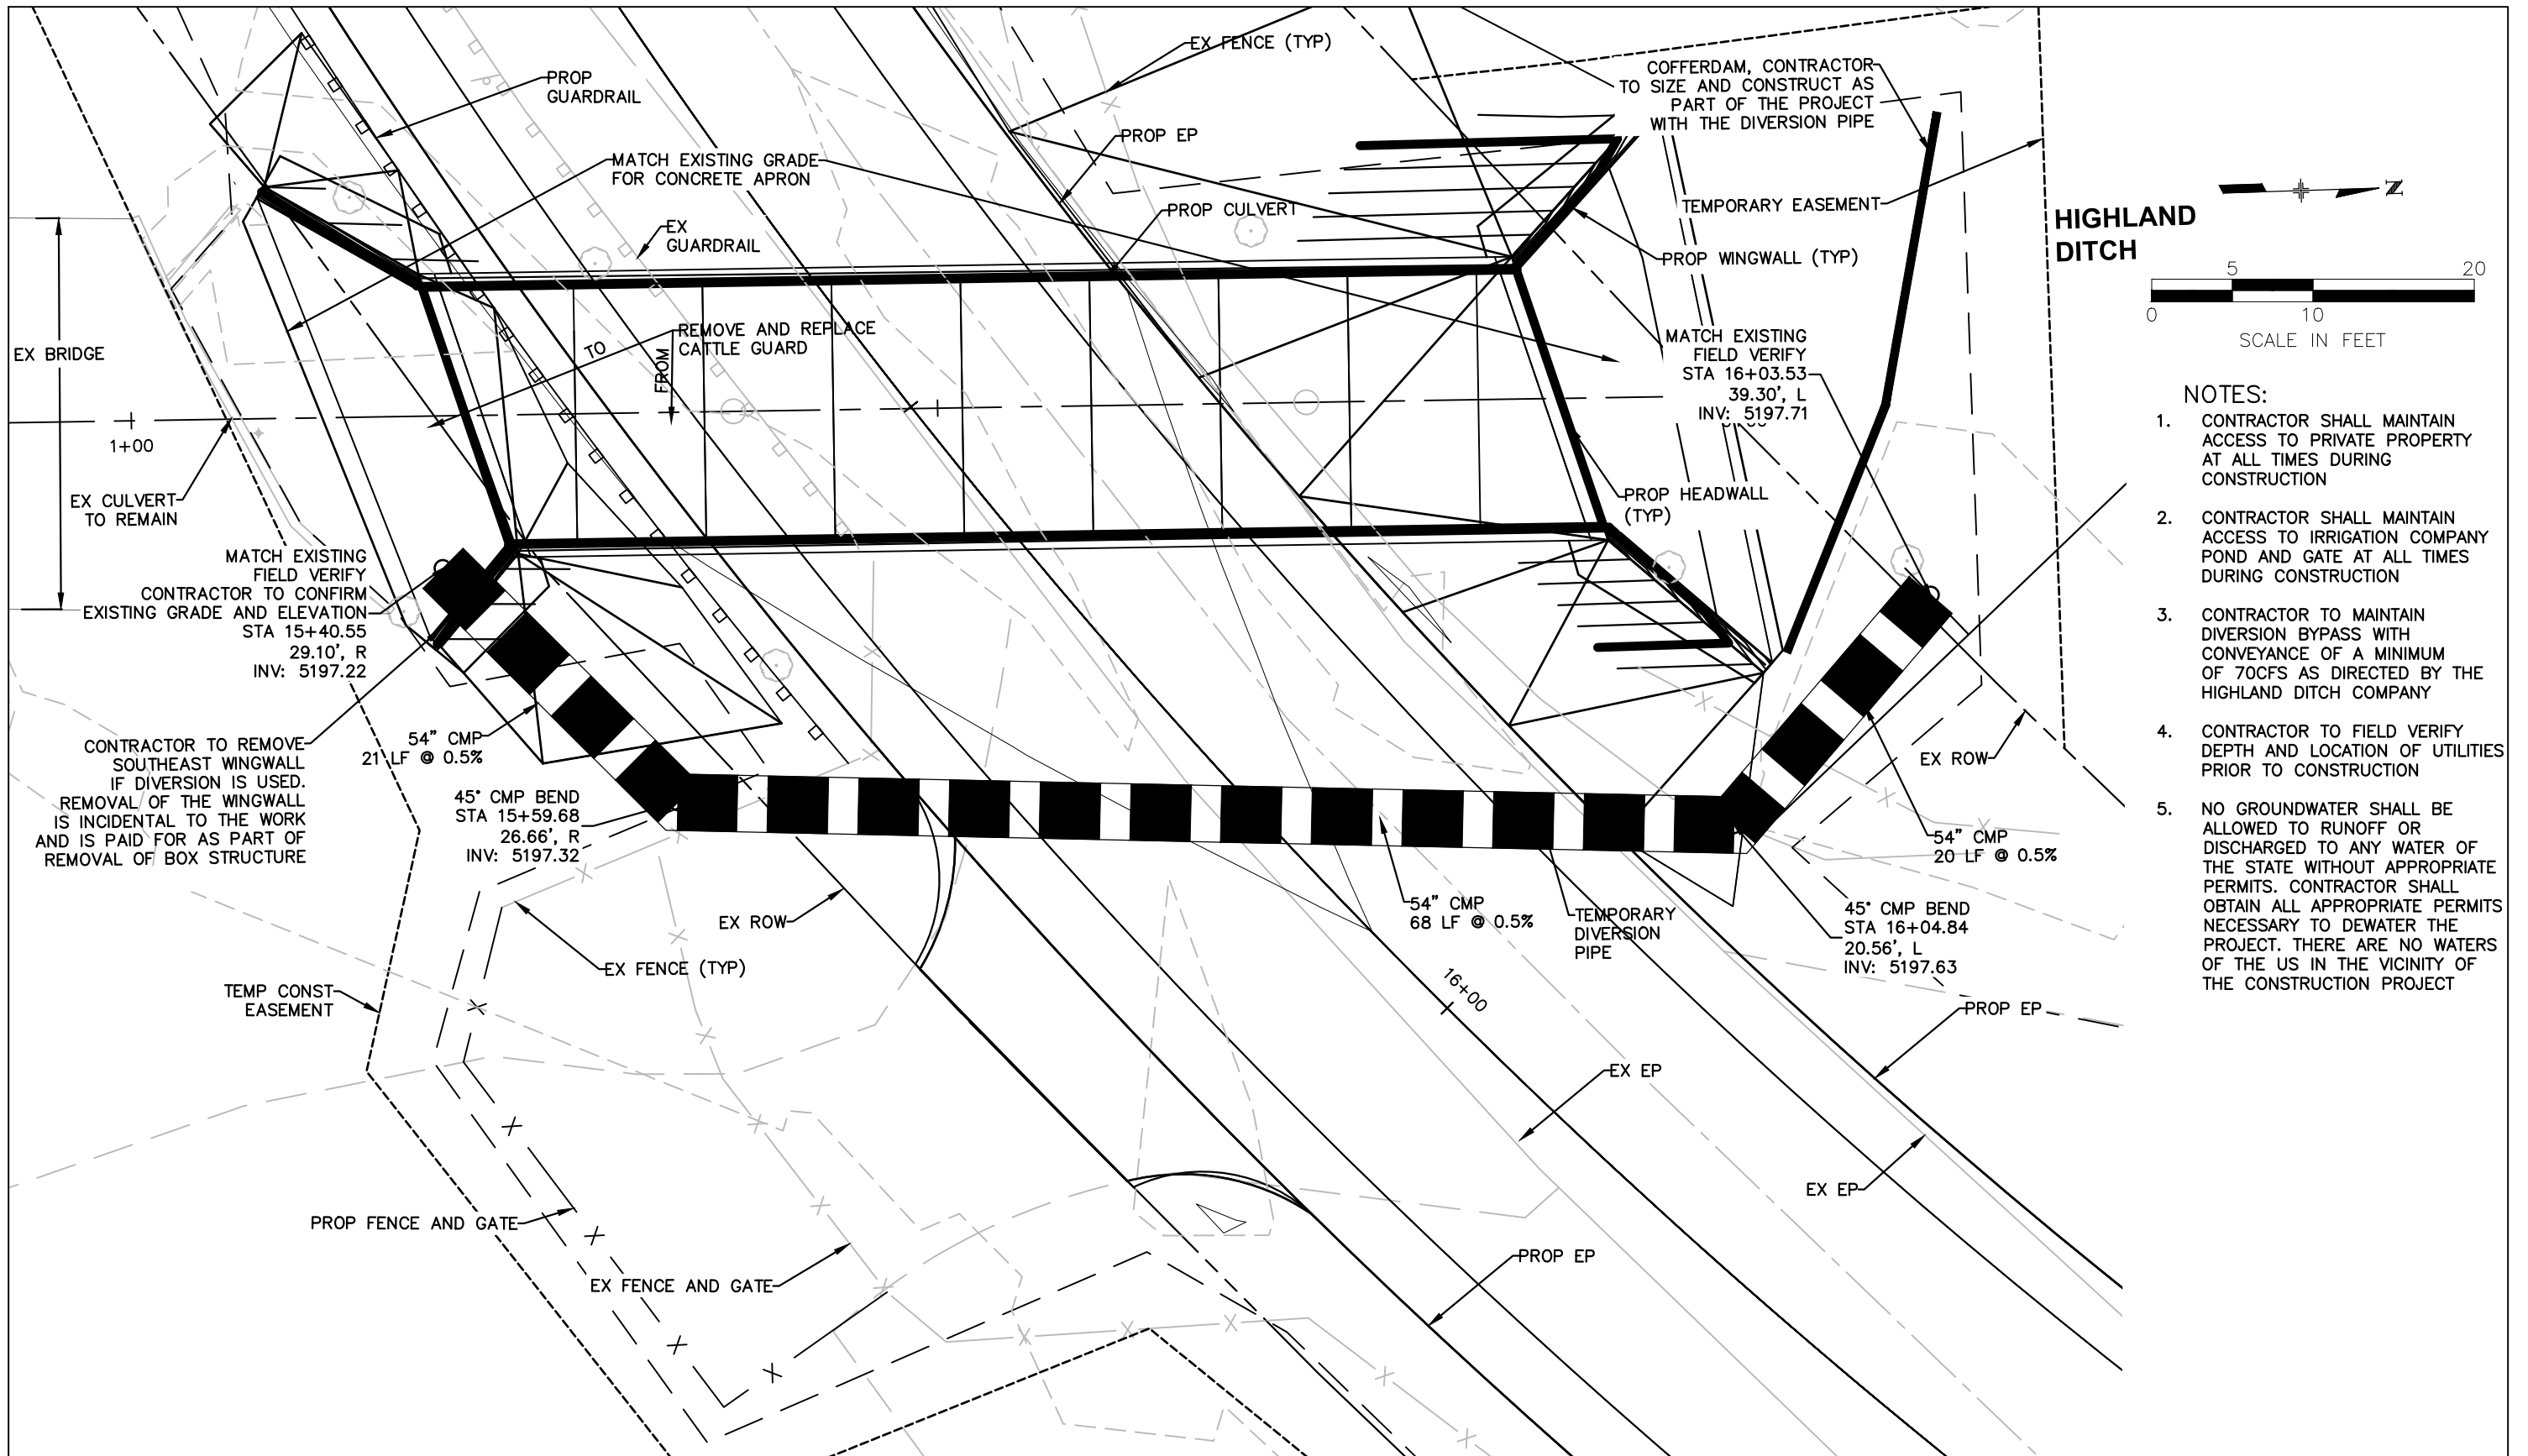 EX FENCE (TYP)
PROP
GUARDRAIL
COFFERDAM, CONTRACTOR
TO SIZE AND CONSTRUCT AS
PART OF THE PROJECT
WITH THE DIVERSION PIPE
PROP EP
MATCH EXISTING GRADE
FOR CONCRETE APRON
TEMPORARY EASEMENT
PROP CULVERT
EX
GUARDRAIL
PROP WINGWALL (TYP)
N
HIGHLAND
DITCH
5
20
0
10
SCALE IN FEET
EX BRIDGE
REMOVE AND REPLACE
CATTLE GUARD
TO
FROM
MATCH EXISTING
FIELD VERIFY
STA 16+03.53
39.30', L
INV: 5197.71
1+00
EX CULVERT
TO REMAIN
PROP HEADWALL
(TYP)
MATCH EXISTING
FIELD VERIFY
CONTRACTOR TO CONFIRM
EXISTING GRADE AND ELEVATION
STA 15+40.55
29.10', R
INV: 5197.22
CONTRACTOR TO REMOVE
SOUTHEAST WINGWALL
IF DIVERSION IS USED.
REMOVAL OF THE WINGWALL
IS INCIDENTAL TO THE WORK
AND IS PAID FOR AS PART OF
REMOVAL OF BOX STRUCTURE
54" CMP
21 LF @ 0.5%
45° CMP BEND
STA 15+59.68
26.66', R
INV: 5197.32
EX ROW
54" CMP
20 LF @ 0.5%
EX ROW
54" CMP
68 LF @ 0.5%
TEMPORARY
DIVERSION
PIPE
45° CMP BEND
STA 16+04.84
20.56', L
INV: 5197.63
EX FENCE (TYP)
TEMP CONST
EASEMENT
16+00
PROP EP
EX EP
EX EP
PROP FENCE AND GATE
EX FENCE AND GATE
PROP EP
NOTES:
1. CONTRACTOR SHALL MAINTAIN
ACCESS TO PRIVATE PROPERTY
AT ALL TIMES DURING
CONSTRUCTION
2. CONTRACTOR SHALL MAINTAIN
ACCESS TO IRRIGATION COMPANY
POND AND GATE AT ALL TIMES
DURING CONSTRUCTION
3. CONTRACTOR TO MAINTAIN
DIVERSION BYPASS WITH
CONVEYANCE OF A MINIMUM
OF 70CFS AS DIRECTED BY THE
HIGHLAND DITCH COMPANY
4. CONTRACTOR TO FIELD VERIFY
DEPTH AND LOCATION OF UTILITIES
PRIOR TO CONSTRUCTION
5. NO GROUNDWATER SHALL BE
ALLOWED TO RUNOFF OR
DISCHARGED TO ANY WATER OF
THE STATE WITHOUT APPROPRIATE
PERMITS. CONTRACTOR SHALL
OBTAIN ALL APPROPRIATE PERMITS
NECESSARY TO DEWATER THE
PROJECT. THERE ARE NO WATERS
OF THE US IN THE VICINITY OF
THE CONSTRUCTION PROJECT